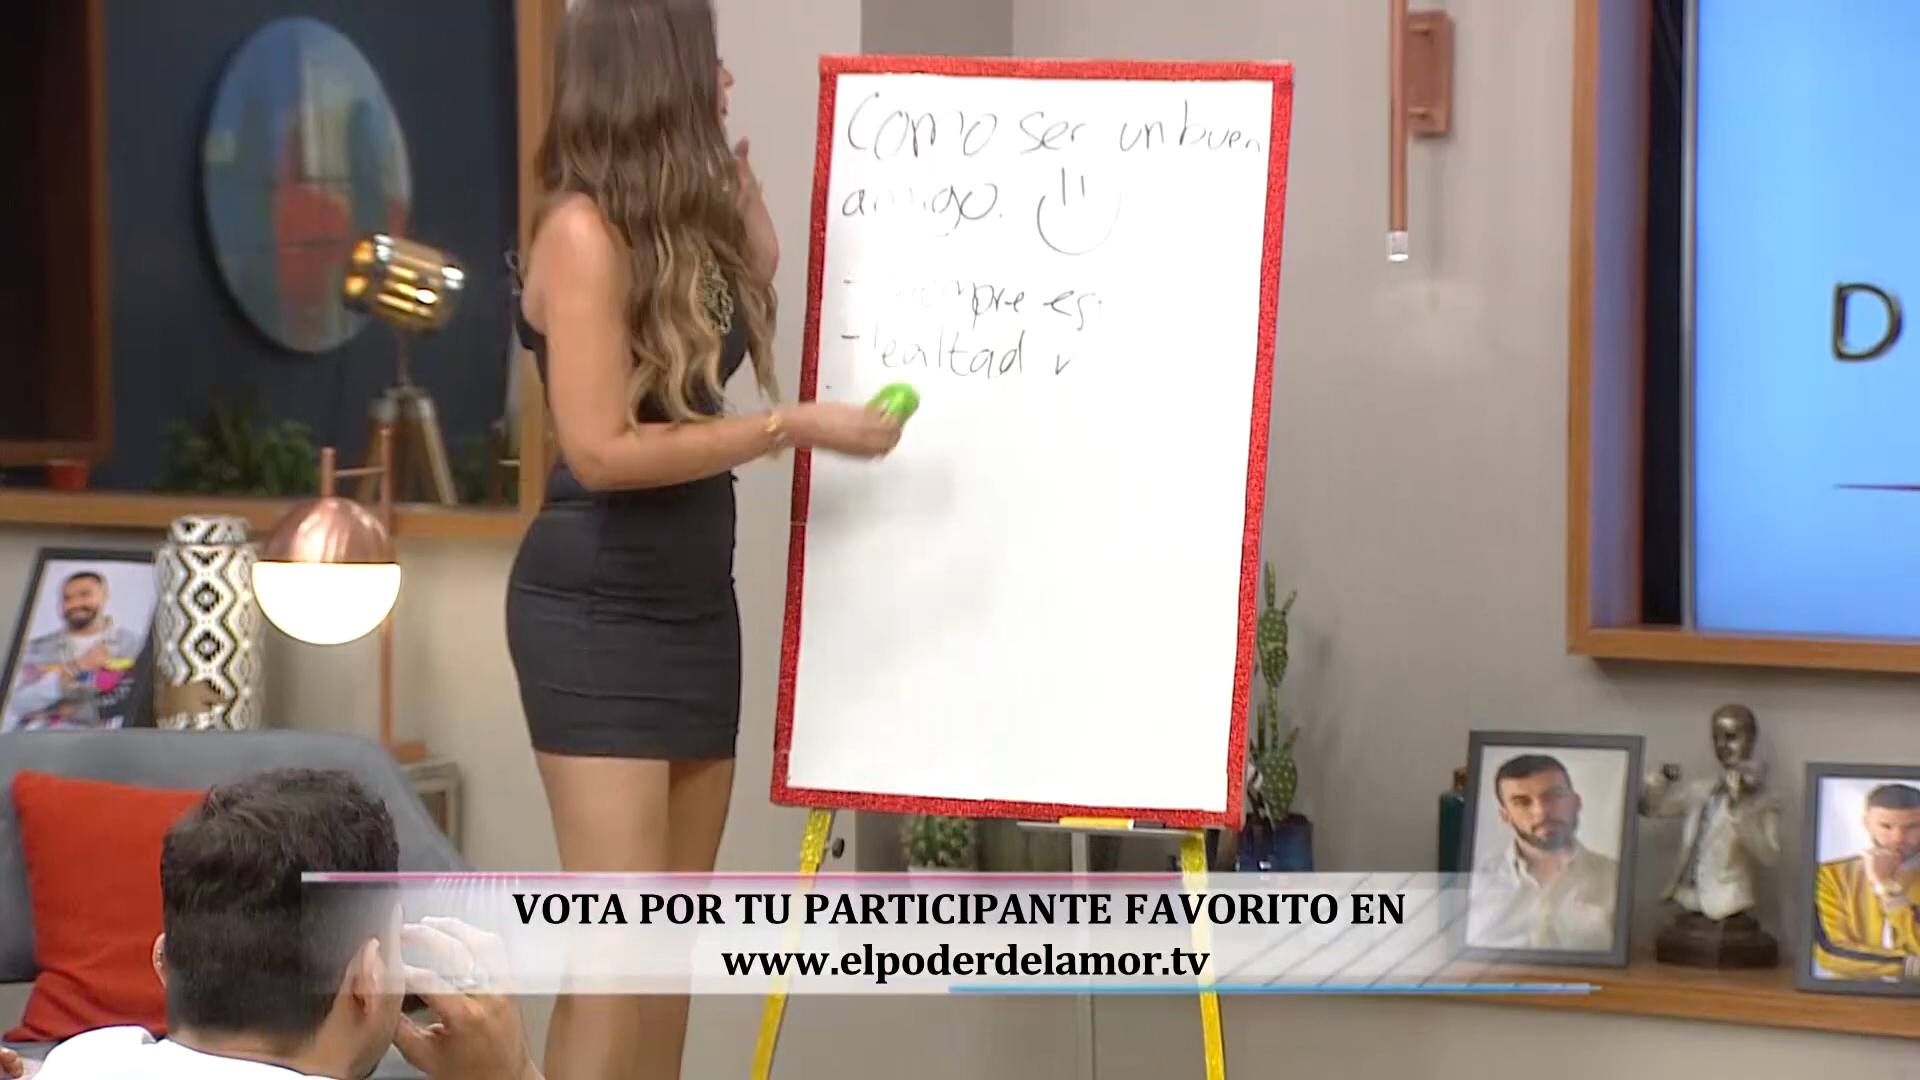 Como ser un buen
amigo.
- lealtad
D
VOTA POR TU PARTICIPANTE FAVORITO EN
www.elpoderdelamor.tv